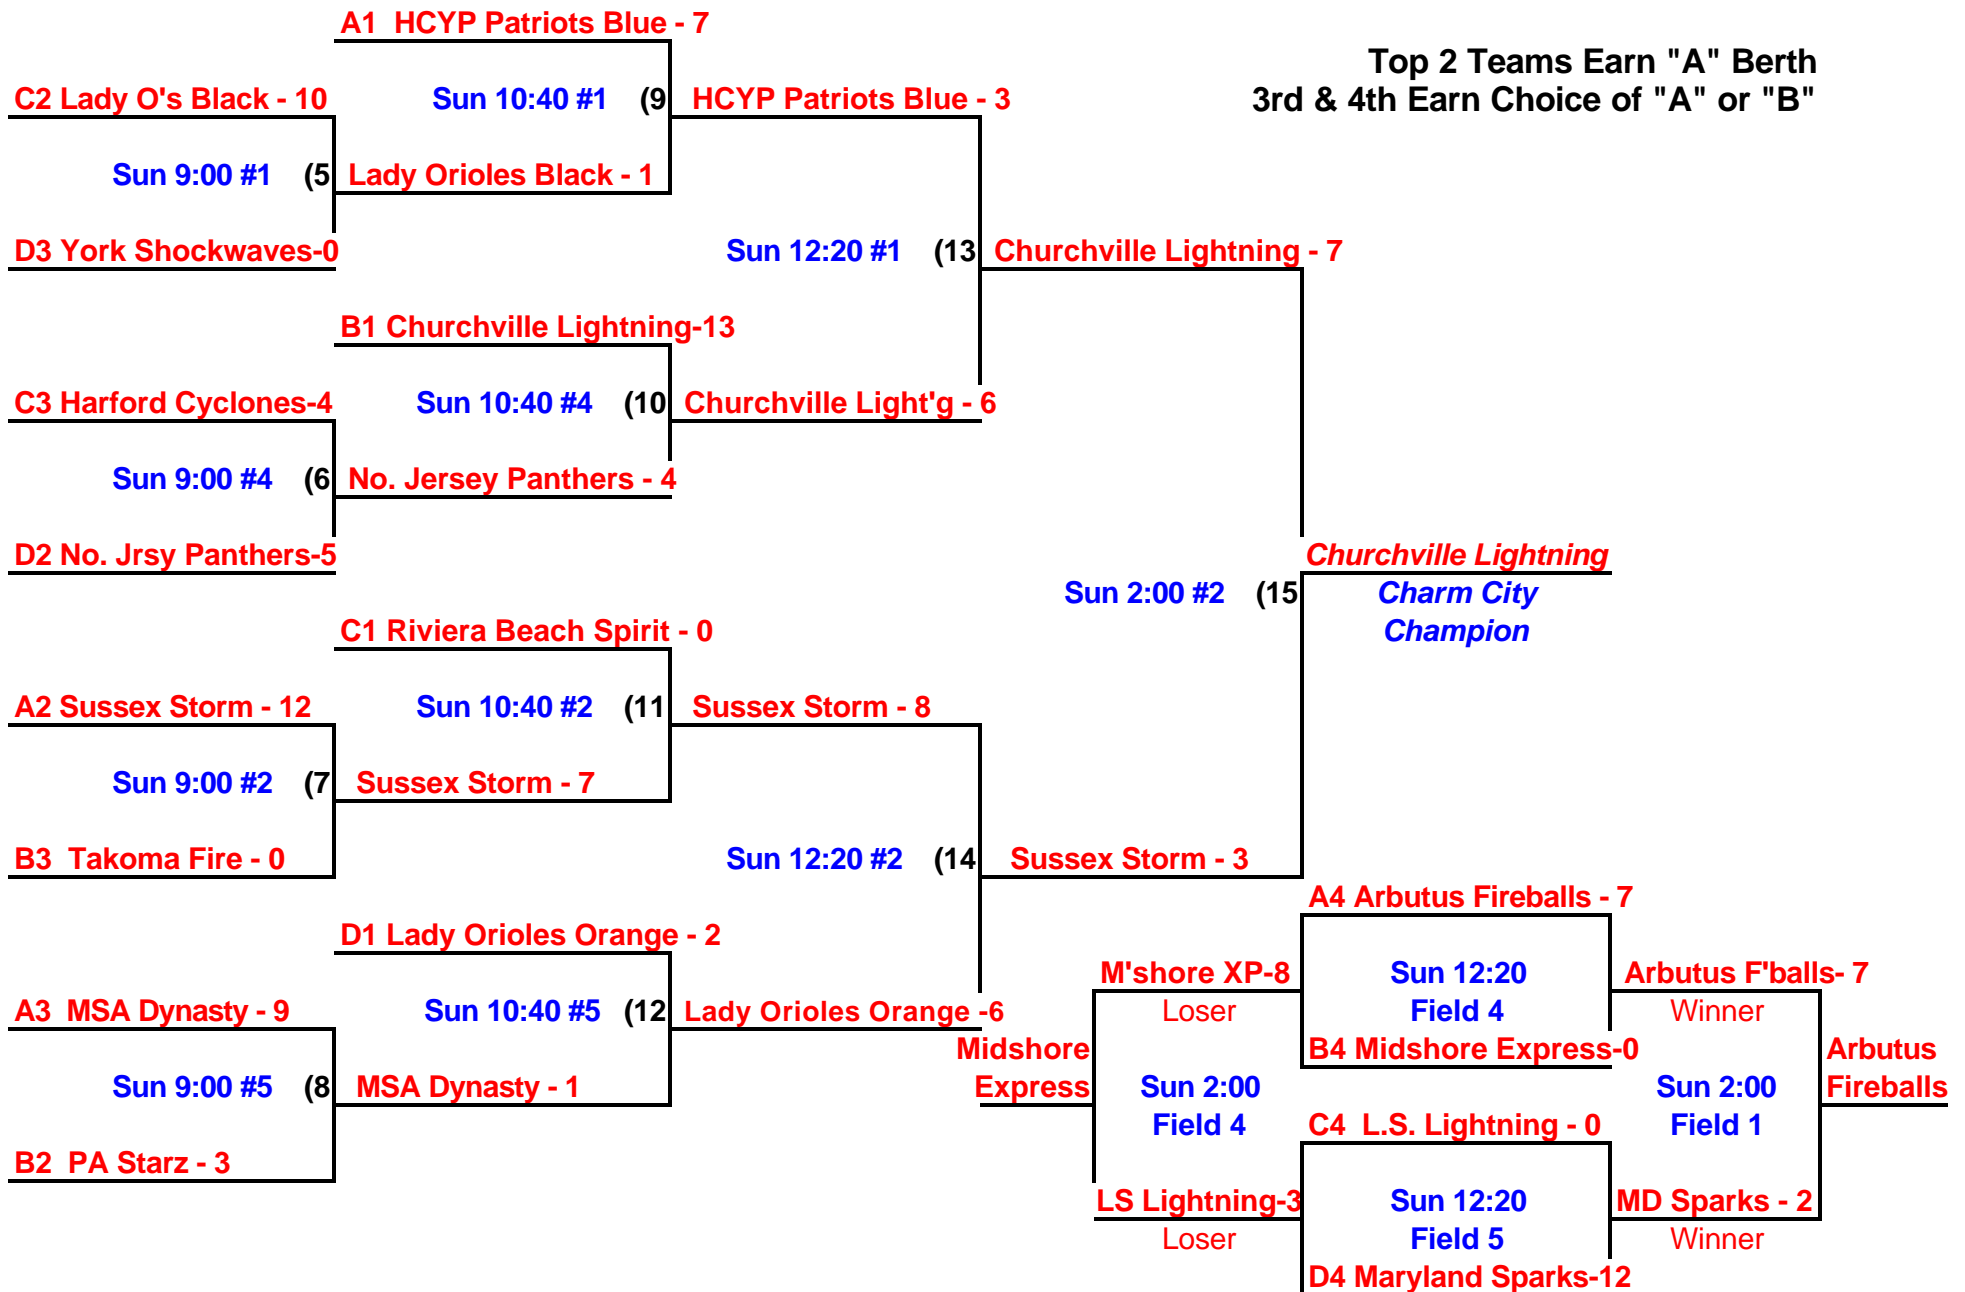 A1  HCYP Patriots Blue - 7
Top 2 Teams Earn "A" Berth
C2 Lady O's Black - 10
Sun 10:40 #1 (9
HCYP Patriots Blue - 3
3rd & 4th Earn Choice of "A" or "B"
Sun 9:00 #1 (5
Lady Orioles Black - 1
D3 York Shockwaves-0
Sun 12:20 #1 (13
Churchville Lightning - 7
B1 Churchville Lightning-13
C3 Harford Cyclones-4
Sun 10:40 #4 (10
Churchville Light'g - 6
Sun 9:00 #4 (6
No. Jersey Panthers - 4
D2 No. Jrsy Panthers-5
Churchville Lightning
Sun 2:00 #2 (15
Charm City
Champion
C1 Riviera Beach Spirit - 0
A2 Sussex Storm - 12
Sun 10:40 #2 (11
Sussex Storm - 8
Sun 9:00 #2 (7
Sussex Storm - 7
B3  Takoma Fire - 0
Sun 12:20 #2 (14
Sussex Storm - 3
A4 Arbutus Fireballs - 7
D1 Lady Orioles Orange - 2
M'shore XP-8
Sun 12:20
Arbutus F'balls- 7
A3  MSA Dynasty - 9
Sun 10:40 #5 (12
Lady Orioles Orange -6
Loser
Field 4
Winner
Midshore
B4 Midshore Express-0
Arbutus
Sun 9:00 #5 (8
MSA Dynasty - 1
Express
Sun 2:00
Sun 2:00
Fireballs
Field 4
C4  L.S. Lightning - 0
Field 1
B2  PA Starz - 3
LS Lightning-3
Sun 12:20
MD Sparks - 2
Loser
Field 5
Winner
D4 Maryland Sparks-12